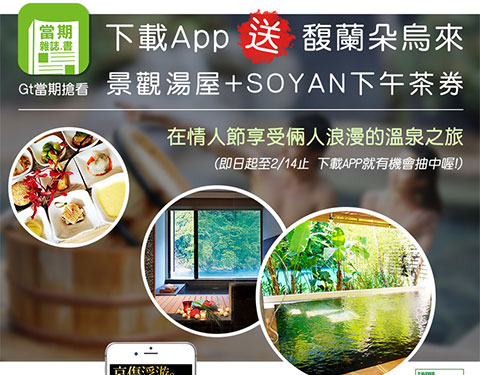 當期
雜誌.書
Gt當期搶看
下載App 送 馥蘭朵烏來
景觀湯屋+SOYAN下午茶券
在情人節享受倆人浪漫的溫泉之旅
(即日起至2/14止 下載APP就有機會抽中喔!)